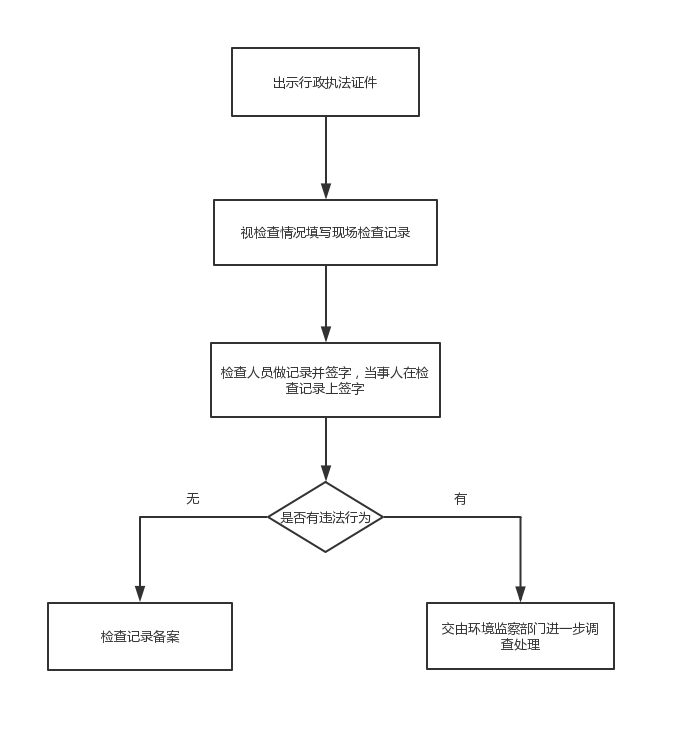 出示行政执法证件
视检查情况填写现场检查记录
检查人员做记录并签字，当事人在检
查记录上签字
无
有
是否有违法行为
检查记录备案
交由环境监察部门进一步调
查处理